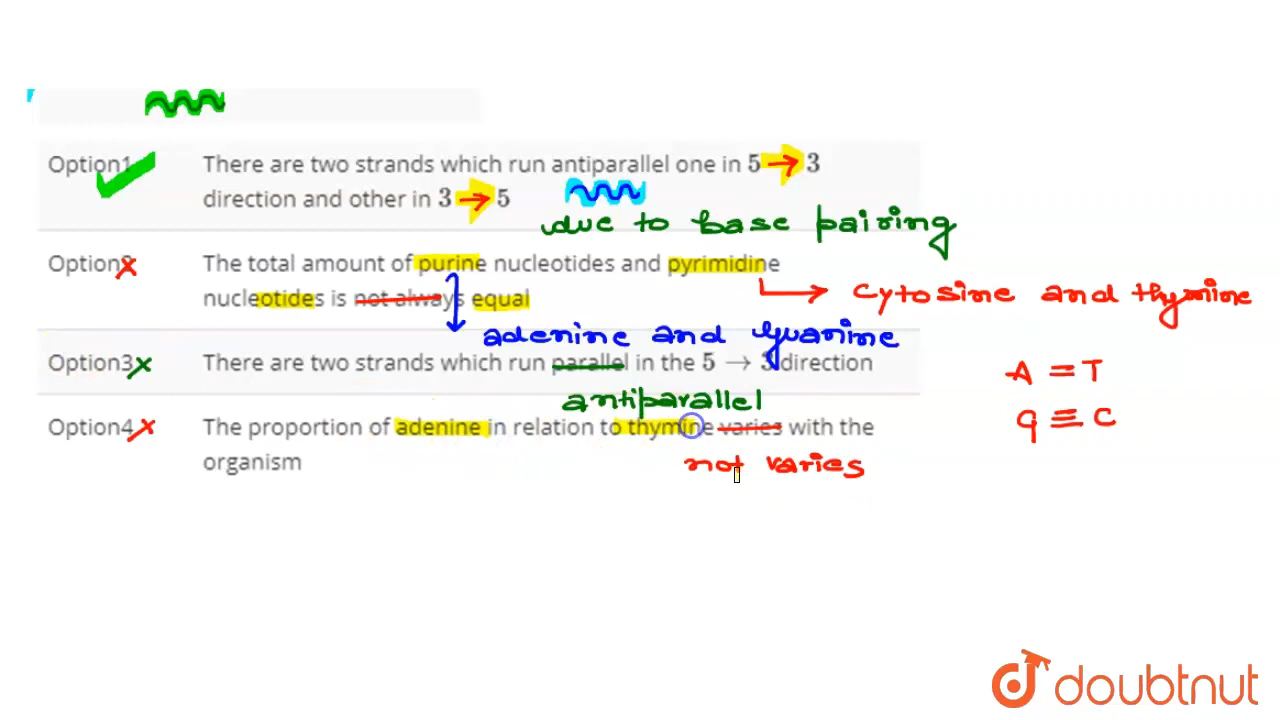 Option1 There are two strands which run antiparallel one in 5 → 3
direction and other in 3 → 5
due to base pairing
Option2 The total amount of purine nucleotides and pyrimidine
nucleotides is not always equal
cytosine and thymine
adenine and guanine
Option3 There are two strands which run parallel in the 5 → 3 direction
A = T
antiparallel
G ≡ C
Option4 The proportion of adenine in relation to thymine varies with the
organism
not varies
doubtnut